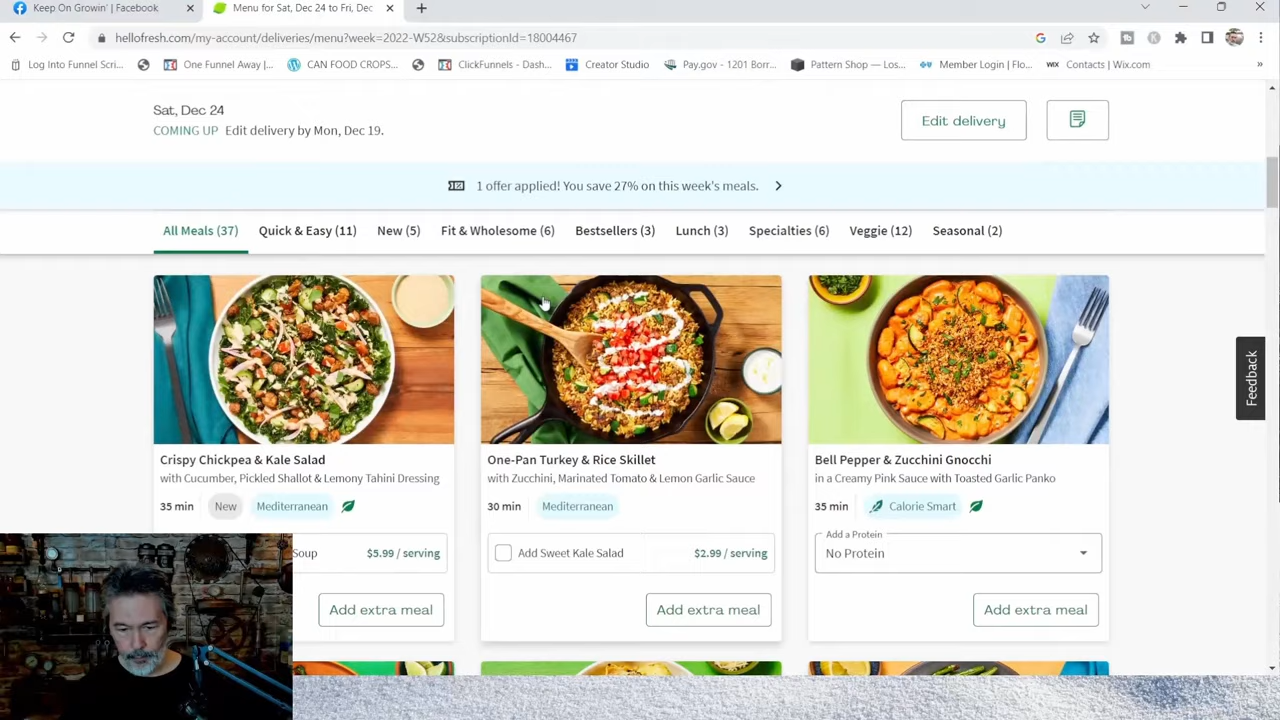 Keep On Growin' | Facebook
Menu for Sat, Dec 24 to Fri, Dec
hellofresh.com/my-account/deliveries/menu?week=2022-W52&subscriptionId=18004467
Log Into Funnel Scri...
One Funnel Away |...
CAN FOOD CROPS...
ClickFunnels - Dash...
Creator Studio
Pay.gov - 1201 Borr...
Pattern Shop — Los...
Member Login | Flo...
WIX Contacts | Wix.com
Sat, Dec 24
COMING UP Edit delivery by Mon, Dec 19.
Edit delivery
1 offer applied! You save 27% on this week's meals.
All Meals (37) Quick & Easy (11) New (5) Fit & Wholesome (6) Bestsellers (3) Lunch (3) Specialties (6) Veggie (12) Seasonal (2)
Feedback
Crispy Chickpea & Kale Salad
with Cucumber, Pickled Shallot & Lemony Tahini Dressing
35 min New Mediterranean
Soup $5.99 / serving
Add extra meal
One-Pan Turkey & Rice Skillet
with Zucchini, Marinated Tomato & Lemon Garlic Sauce
30 min Mediterranean
Add Sweet Kale Salad $2.99 / serving
Add extra meal
Bell Pepper & Zucchini Gnocchi
in a Creamy Pink Sauce with Toasted Garlic Panko
35 min Calorie Smart
Add a Protein
No Protein
Add extra meal